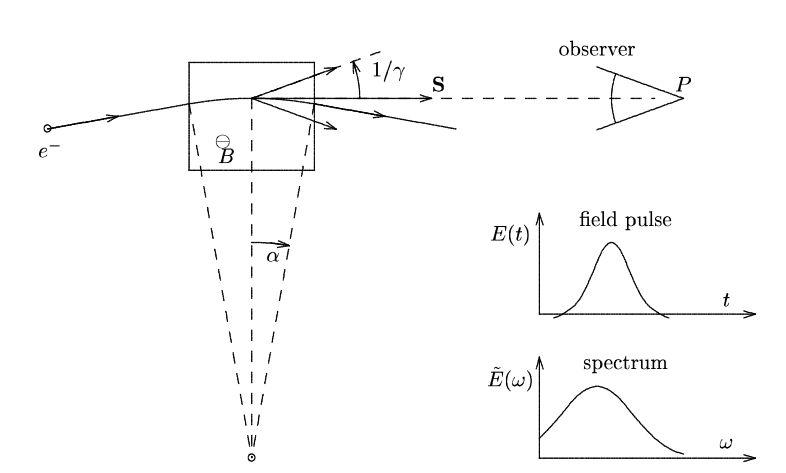 observer
1/γ
S
P
e⁻
B
α
field pulse
E(t)
t
spectrum
Ẽ(ω)
ω